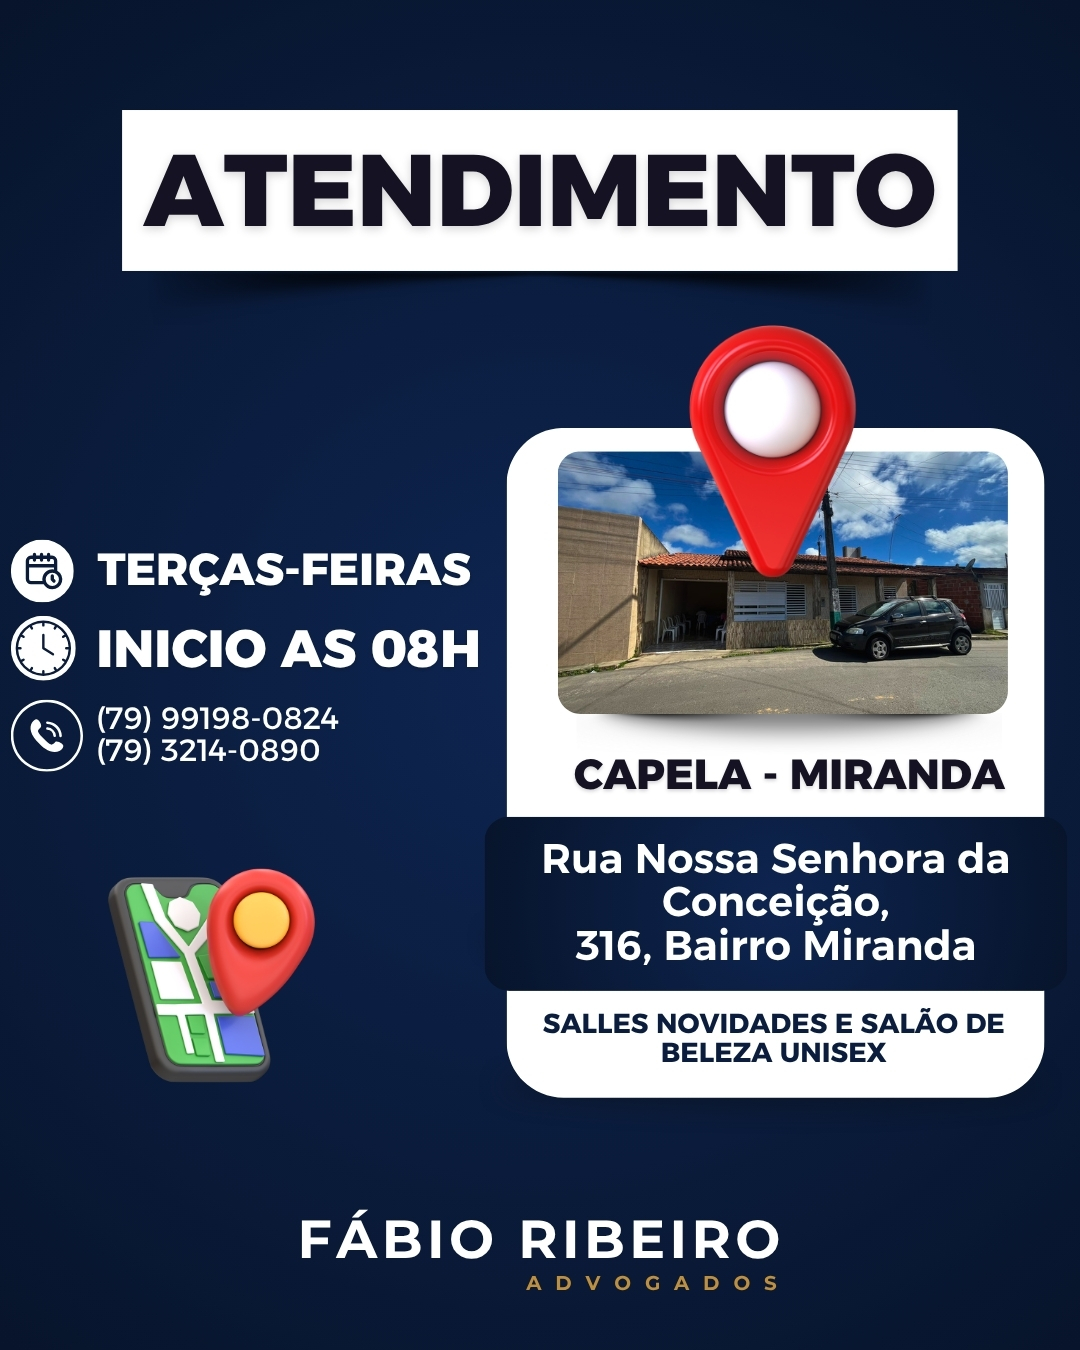 ATENDIMENTO
TERÇAS-FEIRAS
INICIO AS 08H
(79) 99198-0824
(79) 3214-0890
CAPELA - MIRANDA
Rua Nossa Senhora da
Conceição,
316, Bairro Miranda
SALLES NOVIDADES E SALÃO DE
BELEZA UNISEX
FÁBIO RIBEIRO
ADVOGADOS